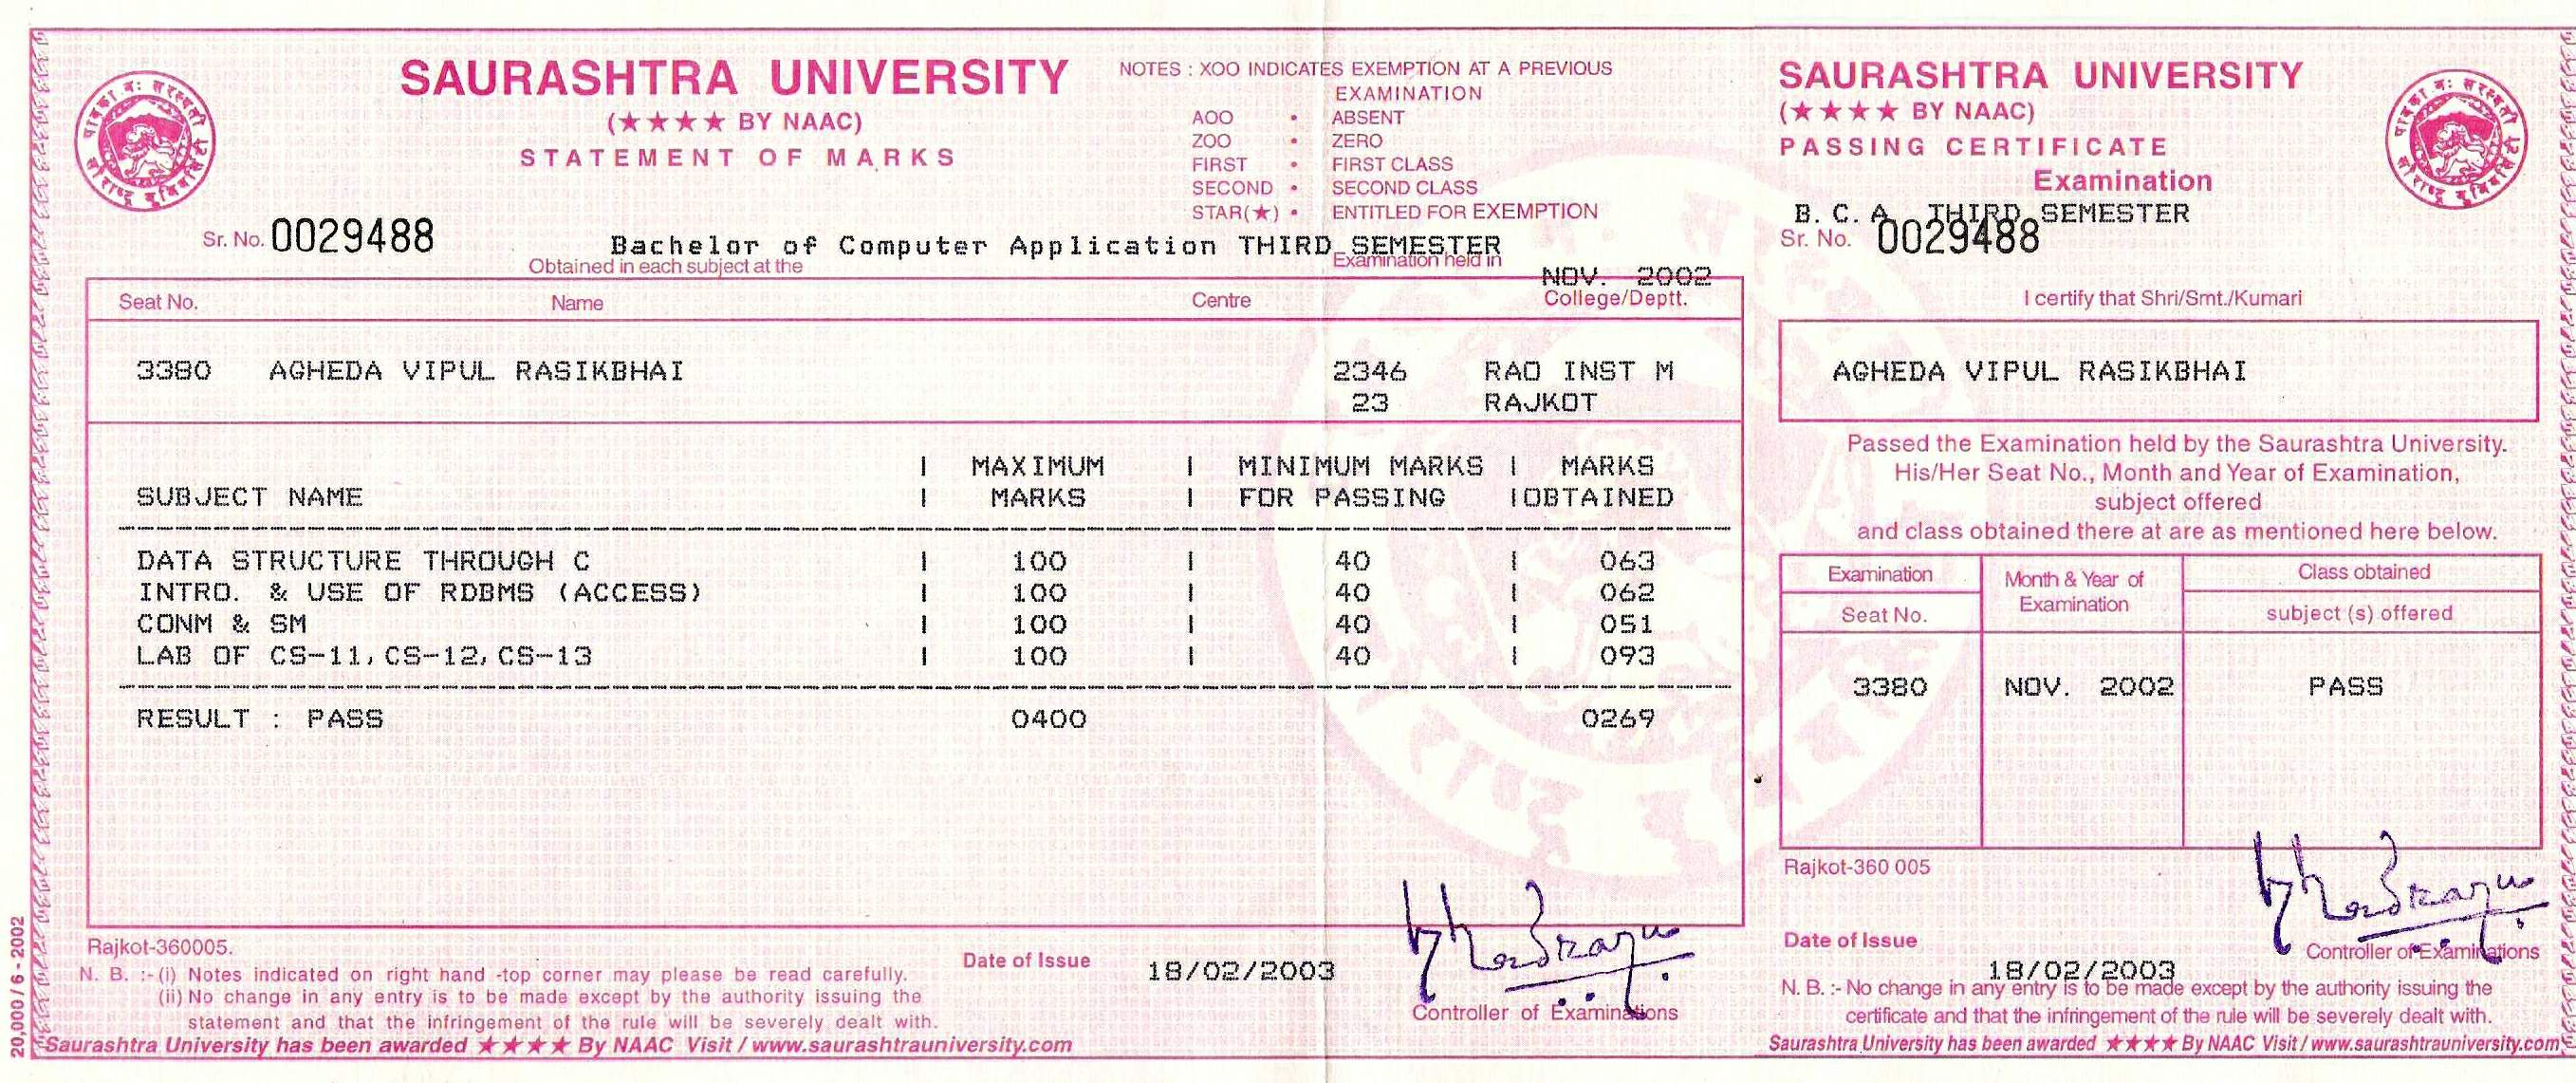 SAURASHTRA UNIVERSITY
(★★★★ BY NAAC)
STATEMENT OF MARKS
NOTES : XOO INDICATES EXEMPTION AT A PREVIOUS
EXAMINATION
AOO • ABSENT
ZOO • ZERO
FIRST • FIRST CLASS
SECOND • SECOND CLASS
STAR(★) • ENTITLED FOR EXEMPTION
Sr. No. 0029488
Bachelor of Computer Application THIRD SEMESTER
Obtained in each subject at the Examination held in
NOV. 2002
Seat No. Name Centre College/Deptt.
3380 AGHEDA VIPUL RASIKBHAI 2346 RAO INST M
23 RAJKOT
| MAXIMUM | MINIMUM MARKS | MARKS
SUBJECT NAME | MARKS | FOR PASSING |OBTAINED
DATA STRUCTURE THROUGH C | 100 | 40 | 063
INTRO. & USE OF RDBMS (ACCESS) | 100 | 40 | 062
CONM & SM | 100 | 40 | 051
LAB OF CS-11,CS-12,CS-13 | 100 | 40 | 093
RESULT : PASS 0400 0269
Rajkot-360005.
N. B. :- (i) Notes indicated on right hand -top corner may please be read carefully.
(ii) No change in any entry is to be made except by the authority issuing the
statement and that the infringement of the rule will be severely dealt with.
Date of Issue 18/02/2003
Controller of Examinations
Saurashtra University has been awarded ★★★★ By NAAC Visit / www.saurashtrauniversity.com
20,000 / 6 - 2002
SAURASHTRA UNIVERSITY
(★★★★ BY NAAC)
PASSING CERTIFICATE
Examination
B. C. A. THIRD SEMESTER
Sr. No. 0029488
I certify that Shri/Smt./Kumari
AGHEDA VIPUL RASIKBHAI
Passed the Examination held by the Saurashtra University.
His/Her Seat No., Month and Year of Examination,
subject offered
and class obtained there at are as mentioned here below.
Examination Month & Year of Class obtained
Seat No. Examination subject (s) offered
3380 NOV. 2002 PASS
Rajkot-360 005
Date of Issue
18/02/2003
Controller of Examinations
N. B. :- No change in any entry is to be made except by the authority issuing the
certificate and that the infringement of the rule will be severely dealt with.
Saurashtra University has been awarded ★★★★ By NAAC Visit / www.saurashtrauniversity.com